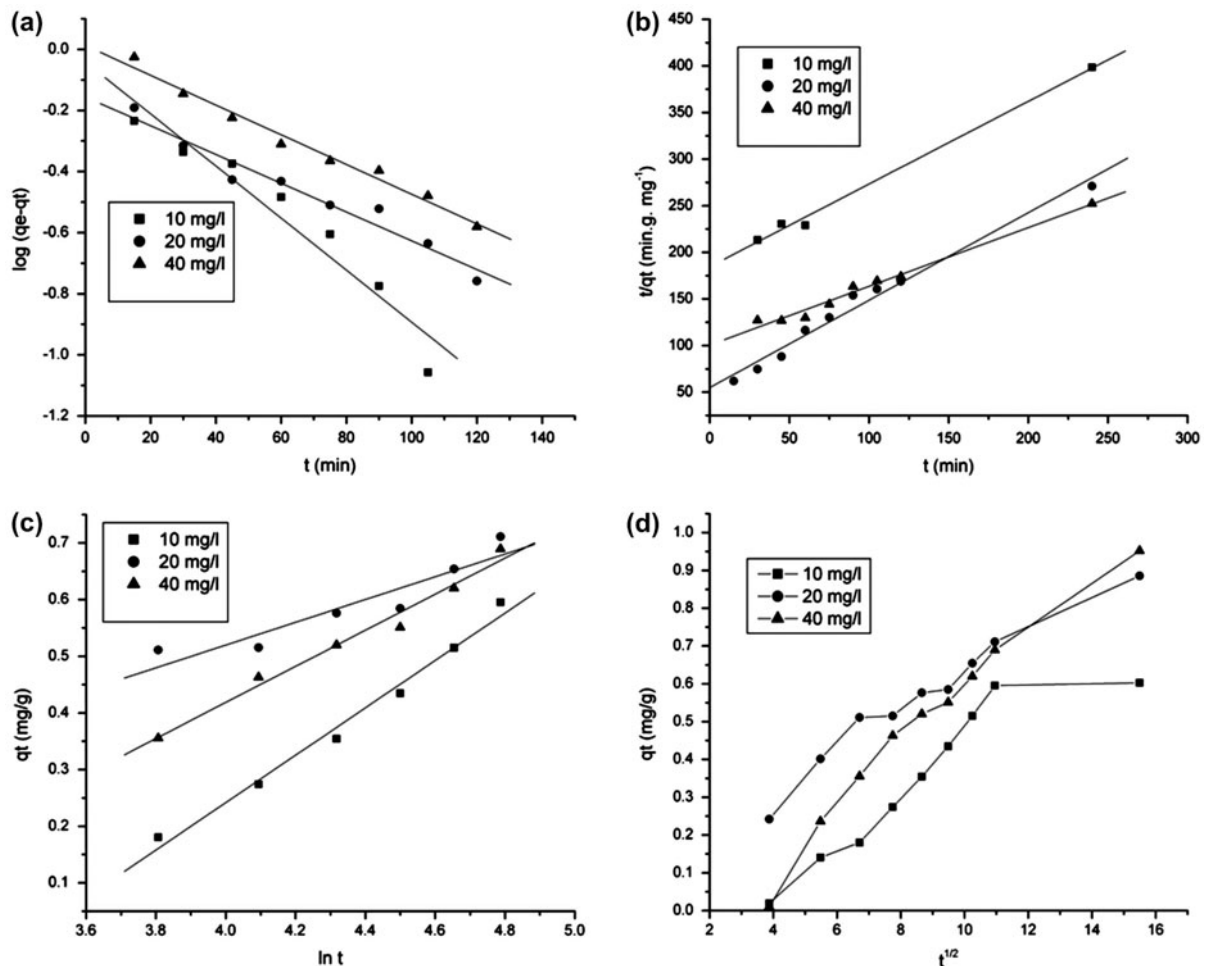 (a)
0.0
-0.2
-0.4
-0.6
-0.8
-1.0
-1.2
log (qe-qt)
10 mg/l
20 mg/l
40 mg/l
0 20 40 60 80 100 120 140
t (min)
(b)
450
400
350
300
250
200
150
100
50
t/qt (min.g. mg⁻¹)
10 mg/l
20 mg/l
40 mg/l
0 50 100 150 200 250 300
t (min)
(c)
0.7
0.6
0.5
0.4
0.3
0.2
0.1
qt (mg/g)
10 mg/l
20 mg/l
40 mg/l
3.6 3.8 4.0 4.2 4.4 4.6 4.8 5.0
ln t
(d)
1.0
0.9
0.8
0.7
0.6
0.5
0.4
0.3
0.2
0.1
0.0
qt (mg/g)
10 mg/l
20 mg/l
40 mg/l
2 4 6 8 10 12 14 16
t^1/2